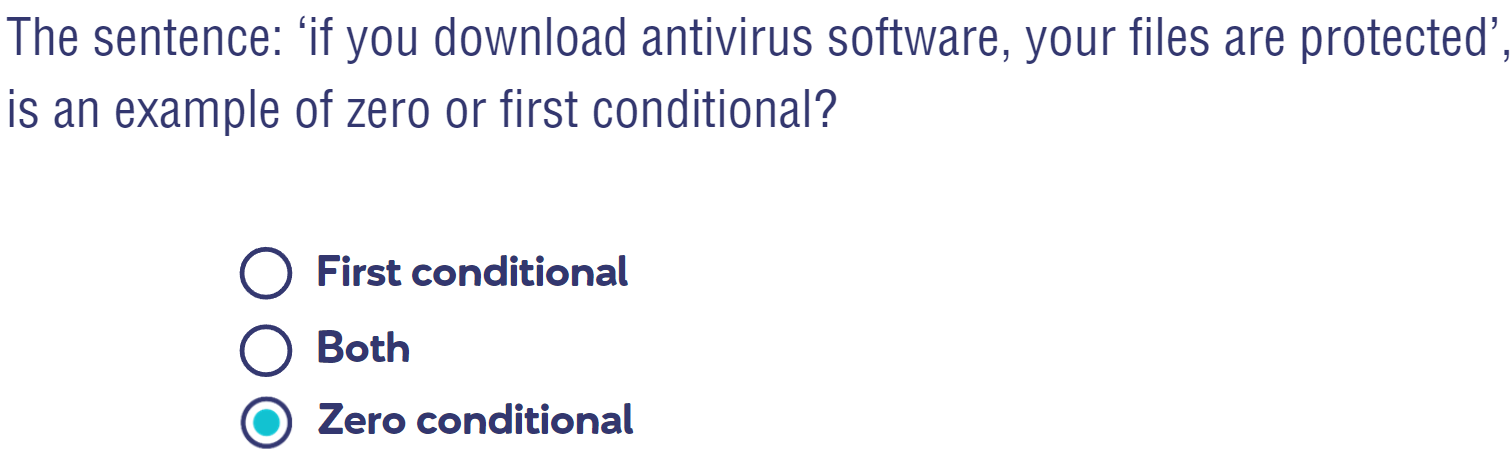 The sentence: ‘if you download antivirus software, your files are protected’,
is an example of zero or first conditional?
First conditional
Both
Zero conditional